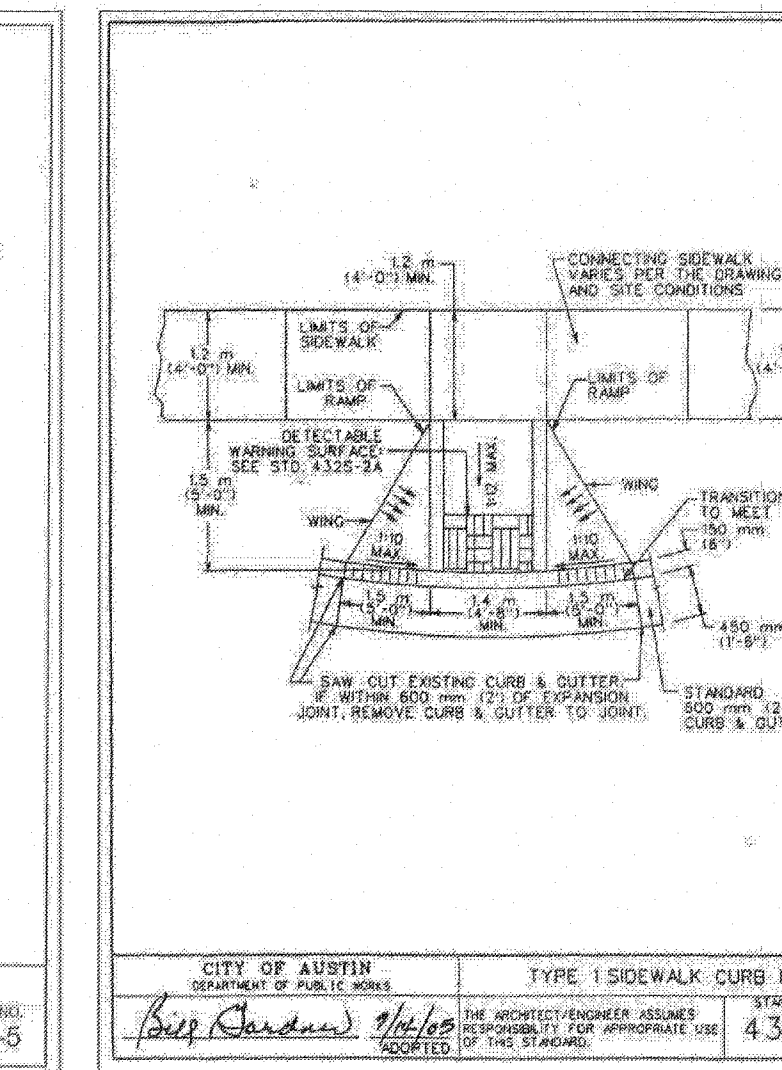 1.2 m
(4'-0") MIN.
CONNECTING SIDEWALK
VARIES PER THE DRAWING
AND SITE CONDITIONS
LIMITS OF
SIDEWALK
1.2 m
(4'-0") MIN.
(4'-
LIMITS OF
RAMP
LIMITS OF
RAMP
DETECTABLE
WARNING SURFACE
SEE STD. 432S-2A
1:12 MAX.
1.5 m
(5'-0")
MIN.
WING
WING
TRANSITION
TO MEET
150 mm
(6")
1:10
MAX.
1:10
MAX.
1.5 m
(5'-0")
MIN.
1.4 m
(4'-8")
MIN.
1.5 m
(5'-0")
MIN.
450 mm
(1'-6")
SAW CUT EXISTING CURB & GUTTER.
IF WITHIN 600 mm (2') OF EXPANSION
JOINT, REMOVE CURB & GUTTER TO JOINT.
STANDARD
600 mm (2
CURB & GUT
NO.
-5
CITY OF AUSTIN
DEPARTMENT OF PUBLIC WORKS
TYPE 1 SIDEWALK CURB
Bill Gardner
ADOPTED
THE ARCHITECT/ENGINEER ASSUMES
RESPONSIBILITY FOR APPROPRIATE USE
OF THIS STANDARD.
STA
43